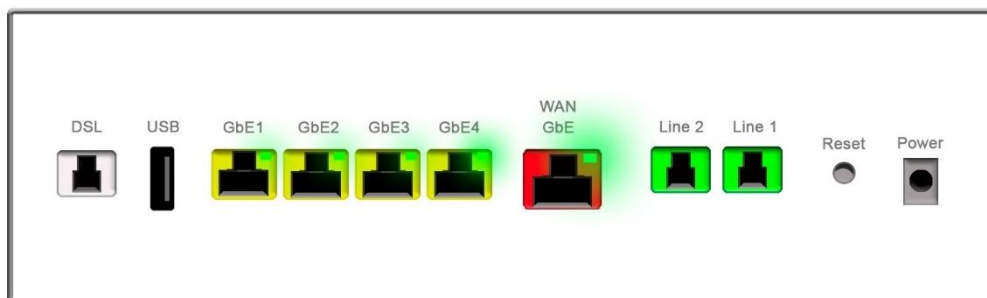 DSL
USB
GbE1
GbE2
GbE3
GbE4
WAN
GbE
Line 2
Line 1
Reset
Power